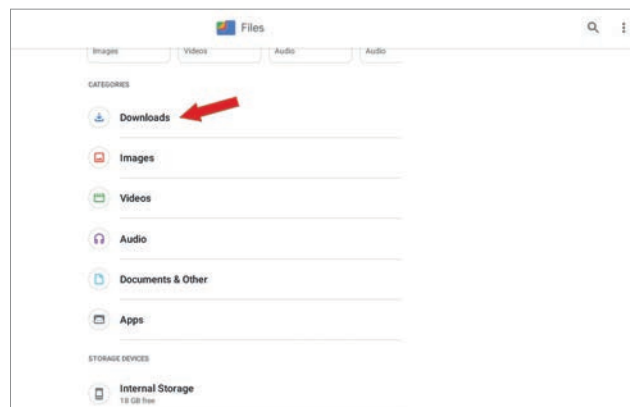 Files
Images Videos Audio Audio
CATEGORIES
Downloads
Images
Videos
Audio
Documents & Other
Apps
STORAGE DEVICES
Internal Storage
18 GB free